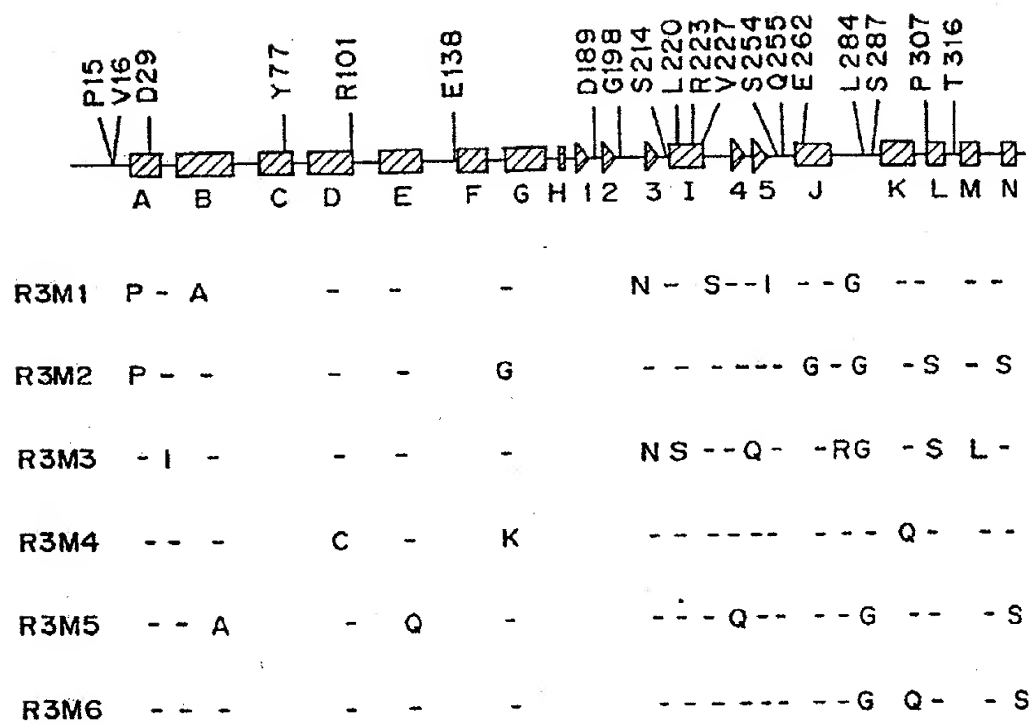 P15 V16 D29 Y77 R101 E138 D189 G198 S214 L220 R223 V227 S254 Q255 E262 L284 S287 P307 T316
A B C D E F G H 1 2 3 I 4 5 J K L M N
R3M1 P - A - - - N - S - - I - - G - - - -
R3M2 P - - - - G - - - - - - G - G - S - S
R3M3 - I - - - - N S - - Q - - R G - S L -
R3M4 - - - C - K - - - - - - - - - Q - - -
R3M5 - - A - Q - - - - Q - - - - G - - - S
R3M6 - - - - - - - - - - - - - - G Q - - S